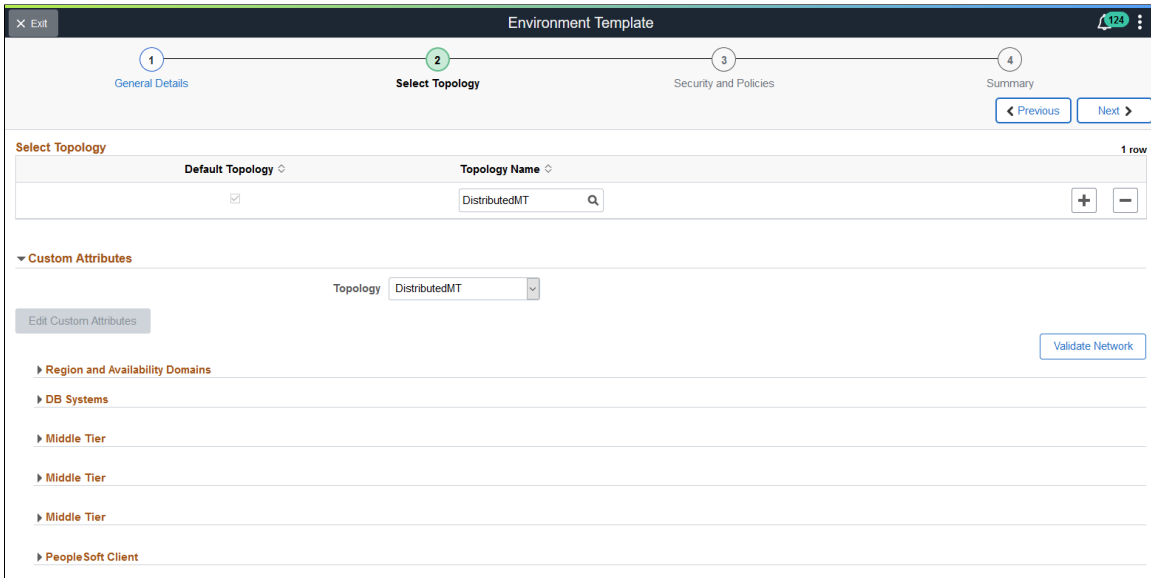 Exit
Environment Template
124
1
2
3
4
General Details
Select Topology
Security and Policies
Summary
Previous
Next
Select Topology
1 row
Default Topology
Topology Name
DistributedMT
Custom Attributes
Topology
DistributedMT
Edit Custom Attributes
Validate Network
Region and Availability Domains
DB Systems
Middle Tier
Middle Tier
Middle Tier
PeopleSoft Client